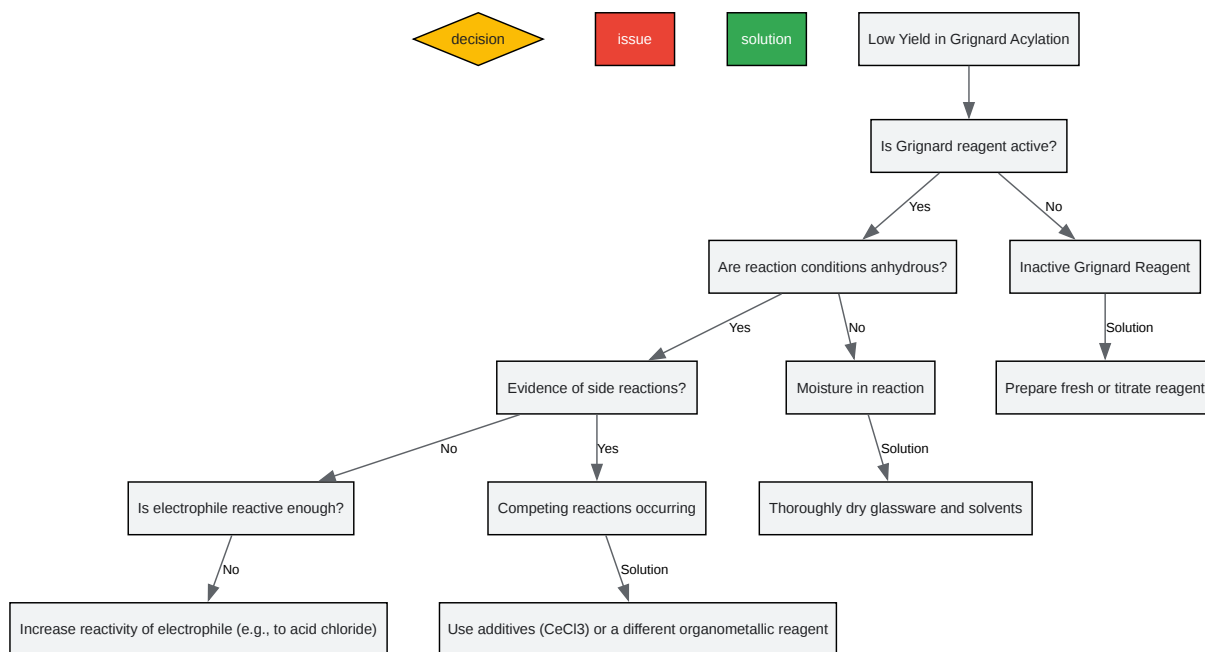 decision
issue
solution
Low Yield in Grignard Acylation
Is Grignard reagent active?
Yes
No
Are reaction conditions anhydrous?
Inactive Grignard Reagent
Yes
No
Solution
Evidence of side reactions?
Moisture in reaction
Prepare fresh or titrate reagent
No
Yes
Solution
Is electrophile reactive enough?
Competing reactions occurring
Thoroughly dry glassware and solvents
No
Solution
Increase reactivity of electrophile (e.g., to acid chloride)
Use additives (CeCl3) or a different organometallic reagent